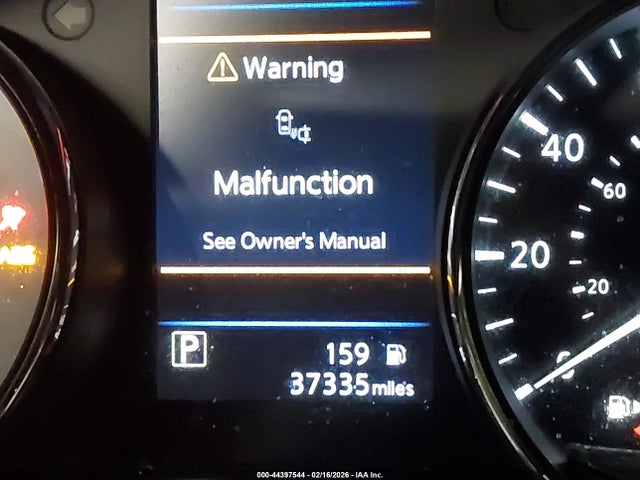 Warning
Malfunction
See Owner's Manual
P
159
37335 miles
40
60
20
20
0
000-44397544 - 02/16/2026 - IAA Inc.